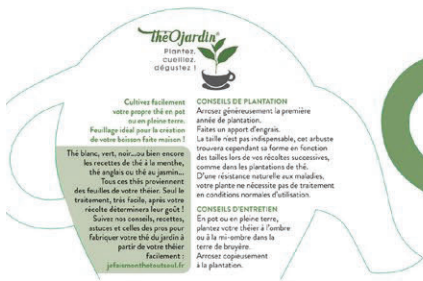 théOjardin®
Plantez,
cueillez,
dégustez !
Cultivez facilement
votre propre thé en pot
ou en pleine terre.
Feuillage idéal pour la création
de votre boisson faite maison !
Thé blanc, vert, noir...ou bien encore
les recettes de thé à la menthe,
thé anglais ou thé au jasmin...
Tous ces thés proviennent
des feuilles de votre théier. Seul le
traitement, très facile, après votre
récolte déterminera leur goût !
Suivez nos conseils, recettes,
astuces et celles des pros pour
fabriquer votre thé du jardin à
partir de votre théier
facilement :
jefaismonthetoutseul.fr
CONSEILS DE PLANTATION
Arrosez généreusement la première
année de plantation.
Faites un apport d'engrais.
La taille n'est pas indispensable, cet arbuste
trouvera cependant sa forme en fonction
des tailles lors de vos récoltes successives,
comme dans les plantations de thé.
D'une résistance naturelle aux maladies,
votre plante ne nécessite pas de traitement
en conditions normales d'utilisation.
CONSEILS D'ENTRETIEN
En pot ou en pleine terre,
plantez votre théier à l'ombre
ou à la mi-ombre dans la
terre de bruyère.
Arrosez copieusement
à la plantation.